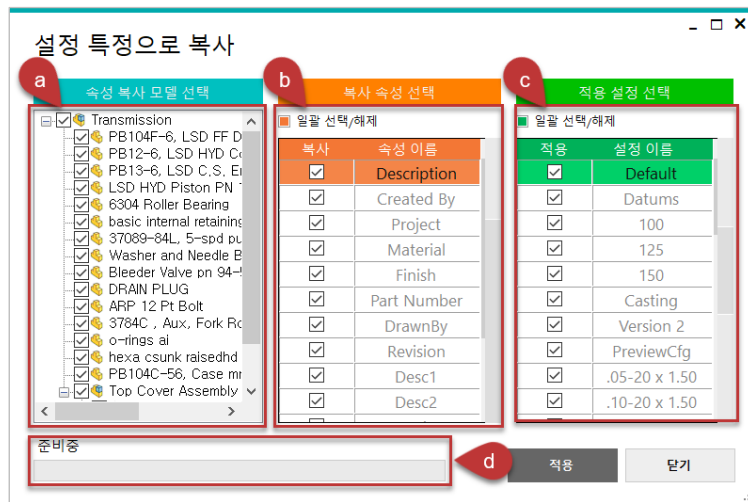 설정 특정으로 복사
a
속성 복사 모델 선택
Transmission
PB104F-6, LSD FF D
PB12-6, LSD HYD Co
PB13-6, LSD C,S, En
LSD HYD Piston PN
6304 Roller Bearing
basic internal retaining
37089-84L, 5-spd pu
Washer and Needle B
Bleeder Valve pn 94-
DRAIN PLUG
ARP 12 Pt Bolt
3784C , Aux, Fork Ro
o-rings ai
hexa csunk raisedhd
PB104C-56, Case
Top Cover Assembly
b
복사 속성 선택
일괄 선택/해제
복사 속성 이름
Description
Created By
Project
Material
Finish
Part Number
DrawnBy
Revision
Desc1
Desc2
c
적용 설정 선택
일괄 선택/해제
적용 설정 이름
Default
Datums
100
125
150
Casting
Version 2
PreviewCfg
.05-20 x 1.50
.10-20 x 1.50
준비중
d
적용
닫기